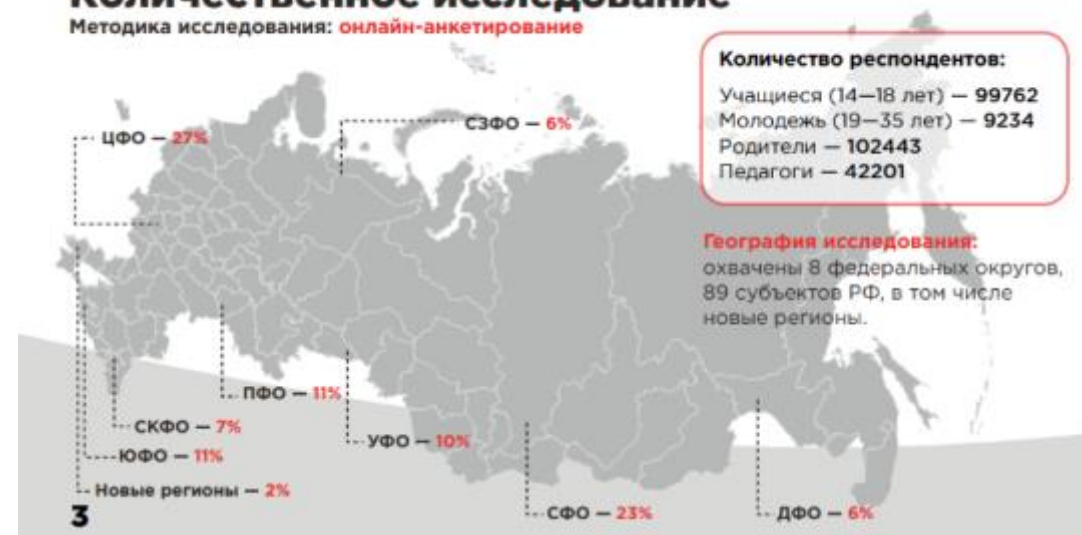 Количественное исследование
Методика исследования: онлайн-анкетирование
Количество респондентов:
Учащиеся (14—18 лет) — 99762
Молодежь (19—35 лет) — 9234
Родители — 102443
Педагоги — 42201
География исследования:
охвачены 8 федеральных округов,
89 субъектов РФ, в том числе
новые регионы.
ЦФО — 27%
СЗФО — 6%
ПФО — 11%
СКФО — 7%
УФО — 10%
ЮФО — 11%
Новые регионы — 2%
СФО — 23%
ДФО — 6%
3